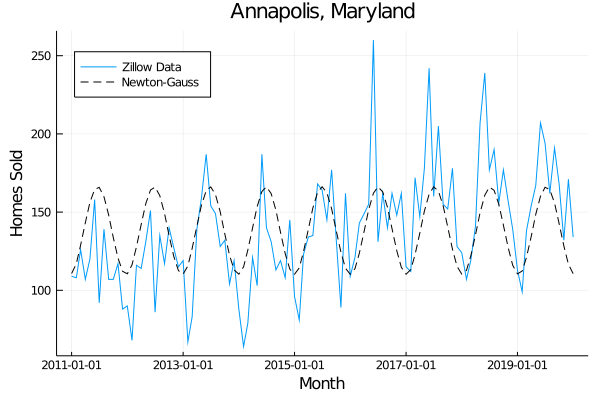 Annapolis, Maryland
Zillow Data
Newton-Gauss
Homes Sold
250
200
150
100
2011-01-01 2013-01-01 2015-01-01 2017-01-01 2019-01-01
Month